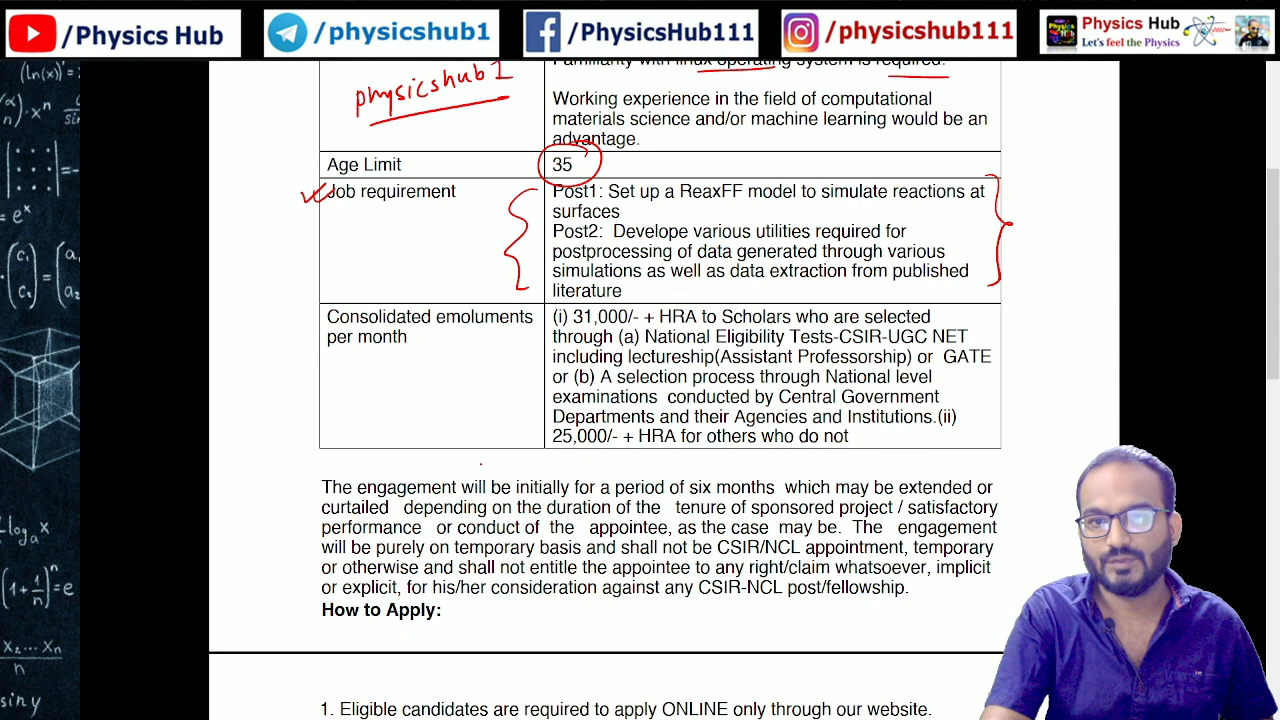 /Physics Hub
/physicshub1
/PhysicsHub111
/physicshub111
Physics Hub
Let's feel the Physics
Familiarity with linux operating system is required.
physicshub1
Working experience in the field of computational
materials science and/or machine learning would be an
advantage.
Age Limit
35
Job requirement
Post1: Set up a ReaxFF model to simulate reactions at
surfaces
Post2: Develope various utilities required for
postprocessing of data generated through various
simulations as well as data extraction from published
literature
Consolidated emoluments
per month
(i) 31,000/- + HRA to Scholars who are selected
through (a) National Eligibility Tests-CSIR-UGC NET
including lectureship(Assistant Professorship) or GATE
or (b) A selection process through National level
examinations conducted by Central Government
Departments and their Agencies and Institutions.(ii)
25,000/- + HRA for others who do not
The engagement will be initially for a period of six months which may be extended or
curtailed depending on the duration of the tenure of sponsored project / satisfactory
performance or conduct of the appointee, as the case may be. The engagement
will be purely on temporary basis and shall not be CSIR/NCL appointment, temporary
or otherwise and shall not entitle the appointee to any right/claim whatsoever, implicit
or explicit, for his/her consideration against any CSIR-NCL post/fellowship.
How to Apply:
1. Eligible candidates are required to apply ONLINE only through our website.